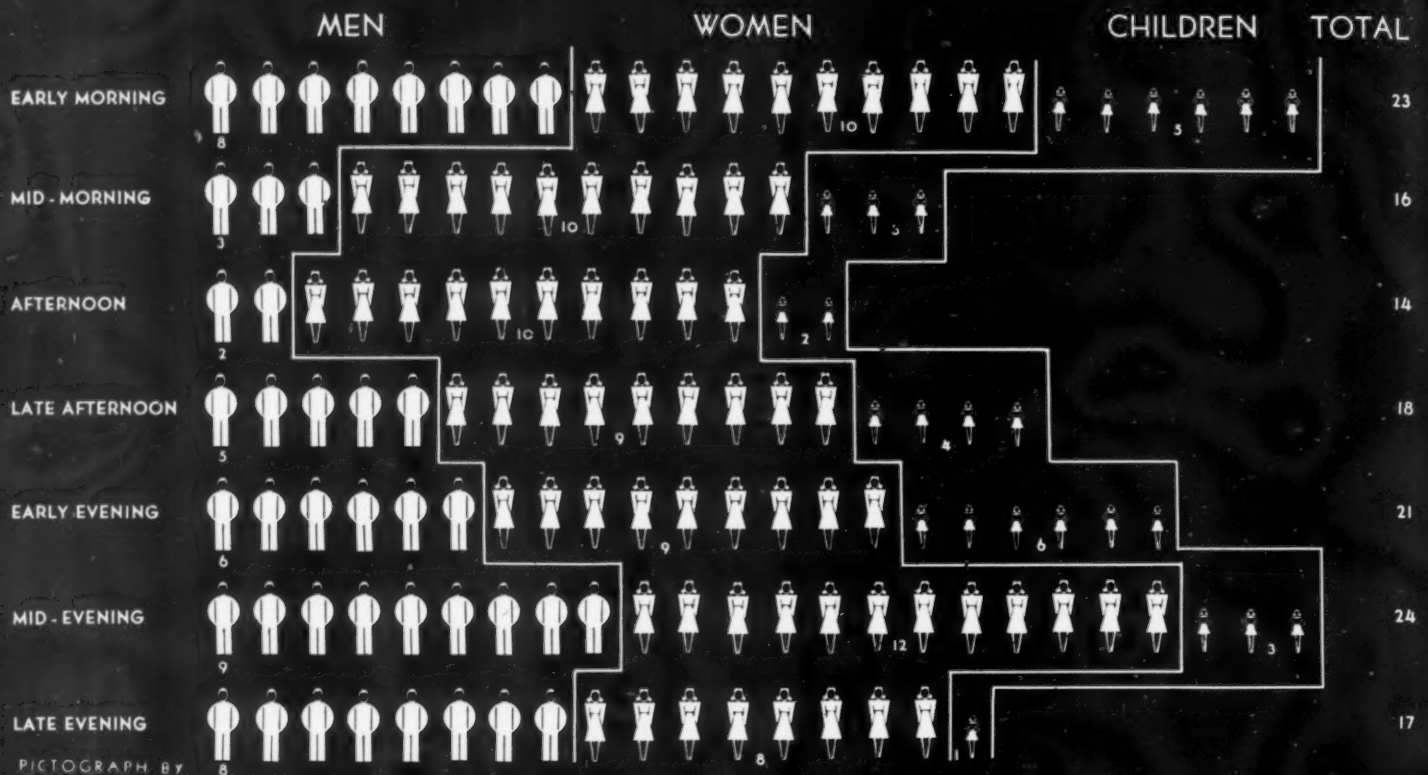 MEN WOMEN CHILDREN TOTAL
EARLY MORNING 8 10 5 23
MID-MORNING 3 10 3 16
AFTERNOON 2 10 2 14
LATE AFTERNOON 5 9 4 18
EARLY EVENING 6 9 6 21
MID-EVENING 9 12 3 24
LATE EVENING 8 8 1 17
PICTOGRAPH BY